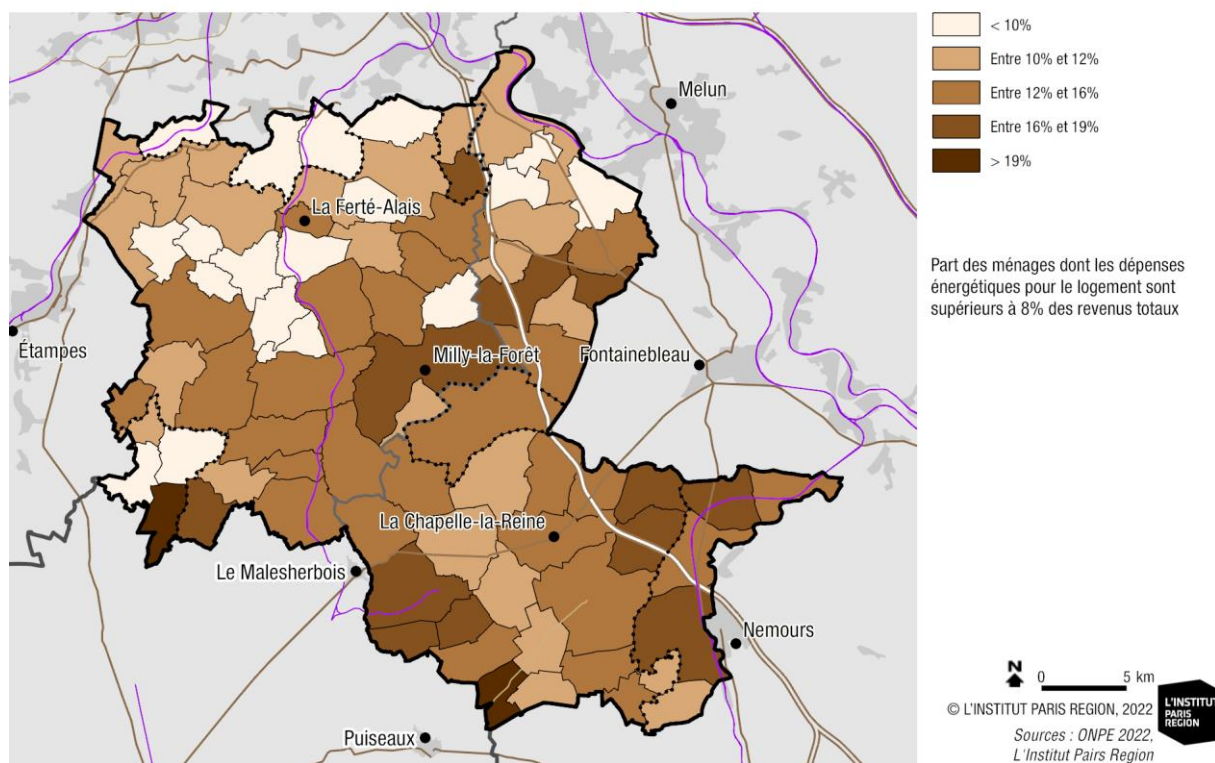 < 10%
Entre 10% et 12%
Entre 12% et 16%
Entre 16% et 19%
> 19%
Part des ménages dont les dépenses
énergétiques pour le logement sont
supérieurs à 8% des revenus totaux
Melun
La Ferté-Alais
Étampes
Milly-la-Forêt
Fontainebleau
La Chapelle-la-Reine
Le Malesherbois
Nemours
Puiseaux
N
0 5 km
© L'INSTITUT PARIS REGION, 2022
Sources : ONPE 2022,
L'Institut Pairs Region
L'INSTITUT
PARIS
REGION